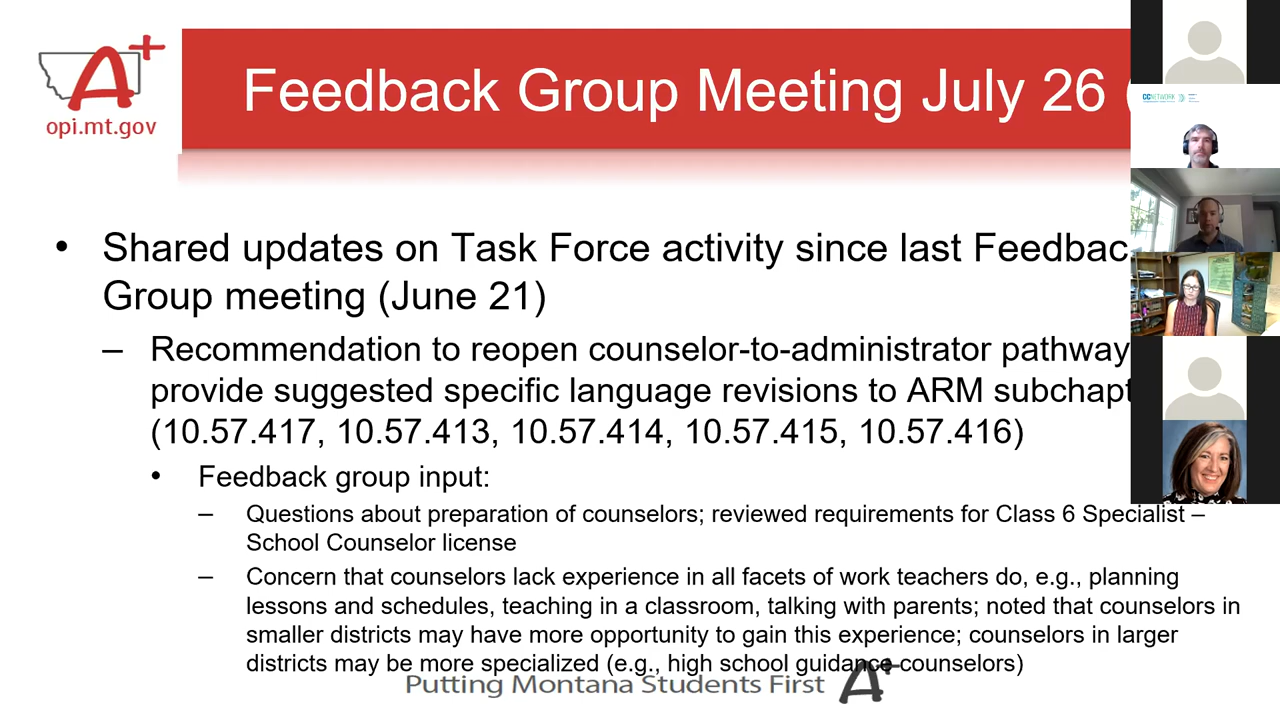 A+
opi.mt.gov
Feedback Group Meeting July 26
CCNETWORK
• Shared updates on Task Force activity since last Feedbac
Group meeting (June 21)
– Recommendation to reopen counselor-to-administrator pathway
provide suggested specific language revisions to ARM subchapt
(10.57.417, 10.57.413, 10.57.414, 10.57.415, 10.57.416)
• Feedback group input:
– Questions about preparation of counselors; reviewed requirements for Class 6 Specialist –
School Counselor license
– Concern that counselors lack experience in all facets of work teachers do, e.g., planning
lessons and schedules, teaching in a classroom, talking with parents; noted that counselors in
smaller districts may have more opportunity to gain this experience; counselors in larger
districts may be more specialized (e.g., high school guidance counselors)
Putting Montana Students First A+